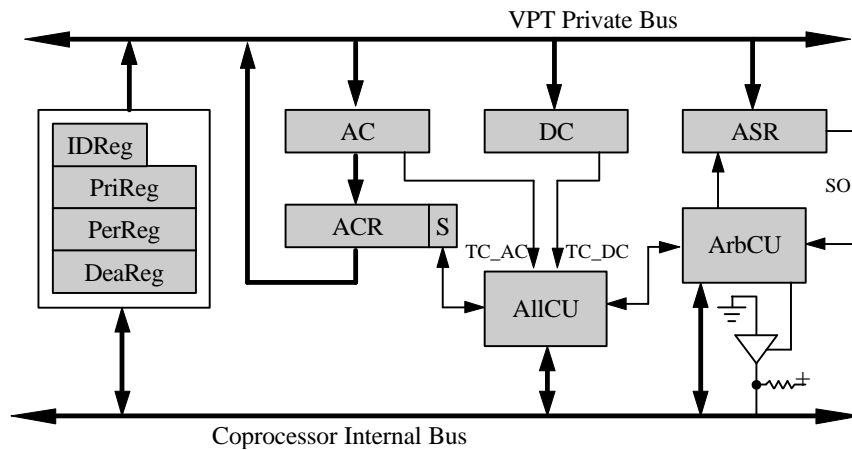 VPT Private Bus
AC
DC
ASR
IDReg
PriReg
PerReg
DeaReg
SO
ACR
S
TC_AC
TC_DC
ArbCU
AllCU
Coprocessor Internal Bus